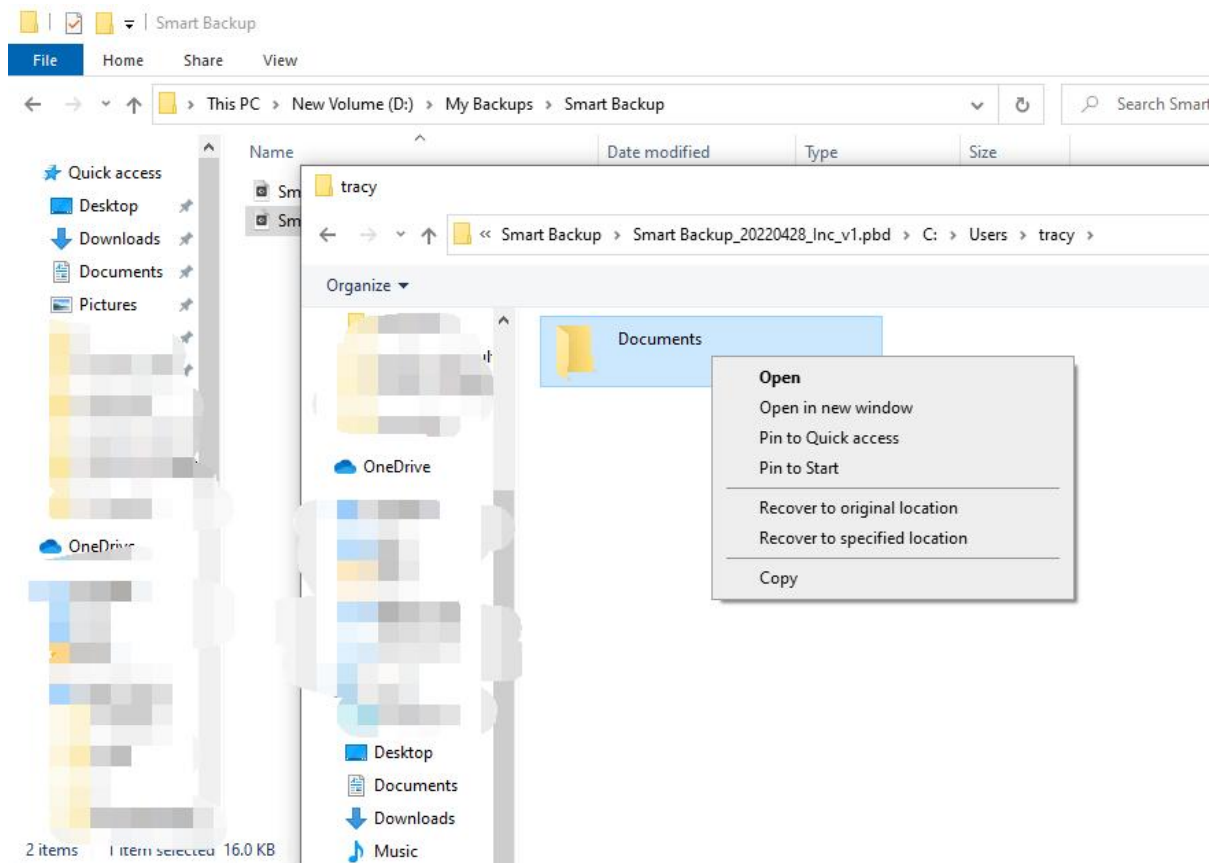 Smart Backup
File Home Share View
This PC > New Volume (D:) > My Backups > Smart Backup
Search Smart
Name Date modified Type Size
Quick access
Desktop
Downloads
Documents
Pictures
OneDrive
2 items 1 item selected 16.0 KB
Sm
Sm
tracy
« Smart Backup > Smart Backup_20220428_Inc_v1.pbd > C: > Users > tracy >
Organize
OneDrive
Desktop
Documents
Downloads
Music
Documents
Open
Open in new window
Pin to Quick access
Pin to Start
Recover to original location
Recover to specified location
Copy